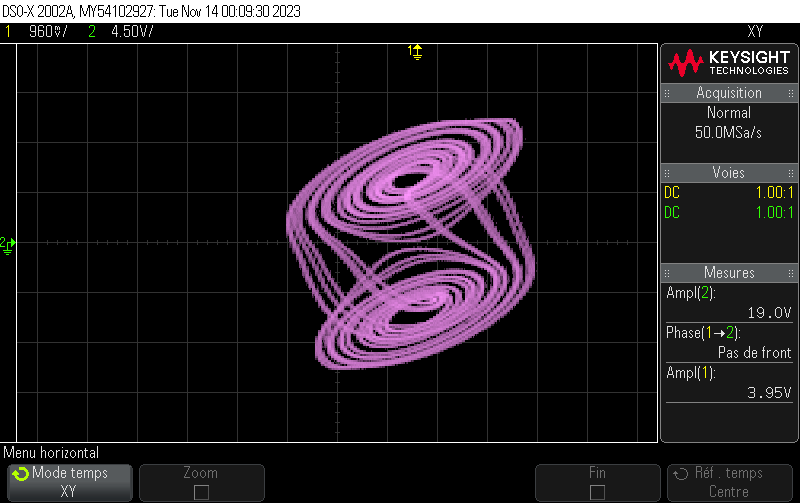 DSO-X 2002A, MY54102927: Tue Nov 14 00:09:30 2023
1 960mV/ 2 4.50V/ XY
1
2
KEYSIGHT
TECHNOLOGIES
Acquisition
Normal
50.0MSa/s
Voies
DC 1.00:1
DC 1.00:1
Mesures
Ampl(2):
19.0V
Phase(1→2):
Pas de front
Ampl(1):
3.95V
Menu horizontal
Mode temps
XY
Zoom
Fin
Réf. temps
Centre